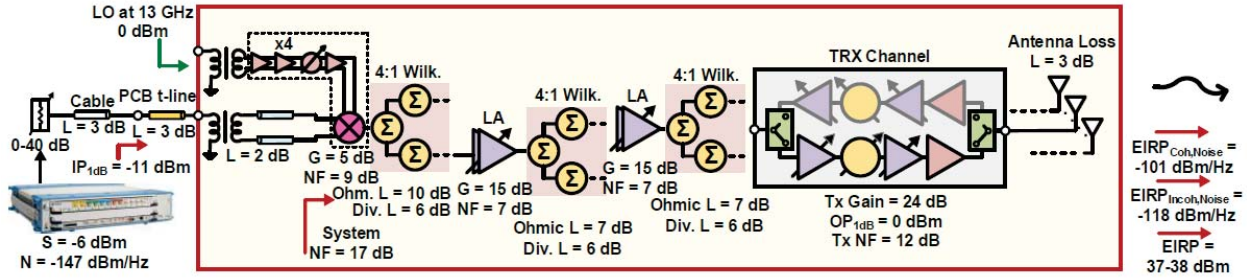 LO at 13 GHz
0 dBm
x4
Cable
PCB t-line
L = 3 dB
L = 3 dB
0-40 dB
IP1dB = -11 dBm
S = -6 dBm
N = -147 dBm/Hz
L = 2 dB
G = 5 dB
NF = 9 dB
4:1 Wilk.
Σ
Σ
Σ
Ohm. L = 10 dB
Div. L = 6 dB
System
NF = 17 dB
LA
G = 15 dB
NF = 7 dB
4:1 Wilk.
Σ
Σ
Σ
Ohmic L = 7 dB
Div. L = 6 dB
LA
G = 15 dB
NF = 7 dB
4:1 Wilk.
Σ
Σ
Σ
Ohmic L = 7 dB
Div. L = 6 dB
TRX Channel
Tx Gain = 24 dB
OP1dB = 0 dBm
Tx NF = 12 dB
Antenna Loss
L = 3 dB
EIRPCoh,Noise =
-101 dBm/Hz
EIRPIncoh,Noise =
-118 dBm/Hz
EIRP =
37-38 dBm